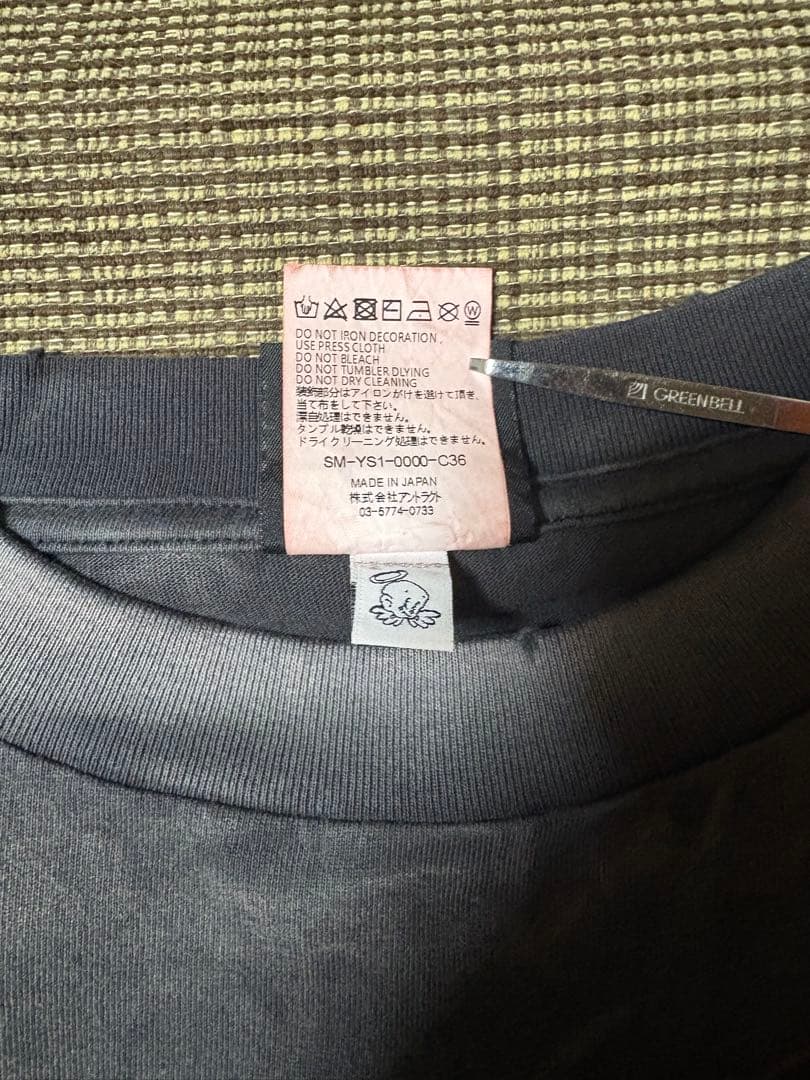 DO NOT IRON DECORATION ,
USE PRESS CLOTH
DO NOT BLEACH
DO NOT TUMBLER DLYING
DO NOT DRY CLEANING
装飾部分はアイロンがけを避けて頂き、
当て布をして下さい。
漂白処理はできません。
タンブル乾燥はできません。
ドライクリーニング処理はできません。
SM-YS1-0000-C36
MADE IN JAPAN
株式会社アントラクト
03-5774-0733
GREENBELL